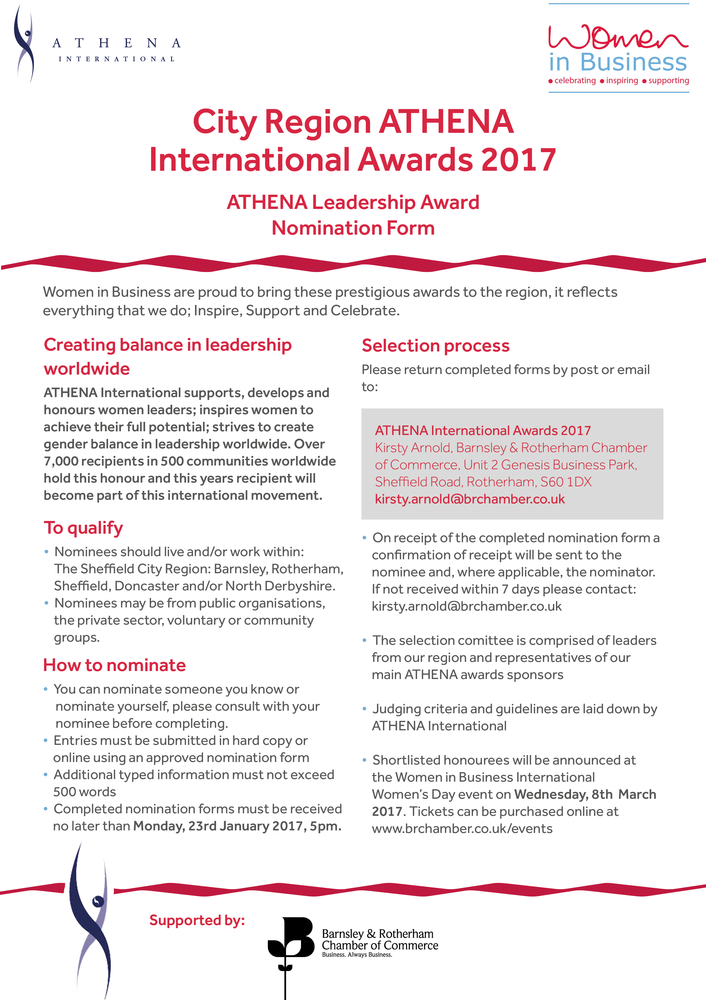 ATHENA
INTERNATIONAL
Women
in Business
• celebrating • inspiring • supporting
City Region ATHENA
International Awards 2017
ATHENA Leadership Award
Nomination Form
Women in Business are proud to bring these prestigious awards to the region, it reflects
everything that we do; Inspire, Support and Celebrate.
Creating balance in leadership
worldwide
ATHENA International supports, develops and
honours women leaders; inspires women to
achieve their full potential; strives to create
gender balance in leadership worldwide. Over
7,000 recipients in 500 communities worldwide
hold this honour and this years recipient will
become part of this international movement.
To qualify
• Nominees should live and/or work within:
The Sheffield City Region: Barnsley, Rotherham,
Sheffield, Doncaster and/or North Derbyshire.
• Nominees may be from public organisations,
the private sector, voluntary or community
groups.
How to nominate
• You can nominate someone you know or
nominate yourself, please consult with your
nominee before completing.
• Entries must be submitted in hard copy or
online using an approved nomination form
• Additional typed information must not exceed
500 words
• Completed nomination forms must be received
no later than Monday, 23rd January 2017, 5pm.
Selection process
Please return completed forms by post or email
to:
ATHENA International Awards 2017
Kirsty Arnold, Barnsley & Rotherham Chamber
of Commerce, Unit 2 Genesis Business Park,
Sheffield Road, Rotherham, S60 1DX
kirsty.arnold@brchamber.co.uk
• On receipt of the completed nomination form a
confirmation of receipt will be sent to the
nominee and, where applicable, the nominator.
If not received within 7 days please contact:
kirsty.arnold@brchamber.co.uk
• The selection comittee is comprised of leaders
from our region and representatives of our
main ATHENA awards sponsors
• Judging criteria and guidelines are laid down by
ATHENA International
• Shortlisted honourees will be announced at
the Women in Business International
Women's Day event on Wednesday, 8th March
2017. Tickets can be purchased online at
www.brchamber.co.uk/events
Supported by:
Barnsley & Rotherham
Chamber of Commerce
Business. Always Business.